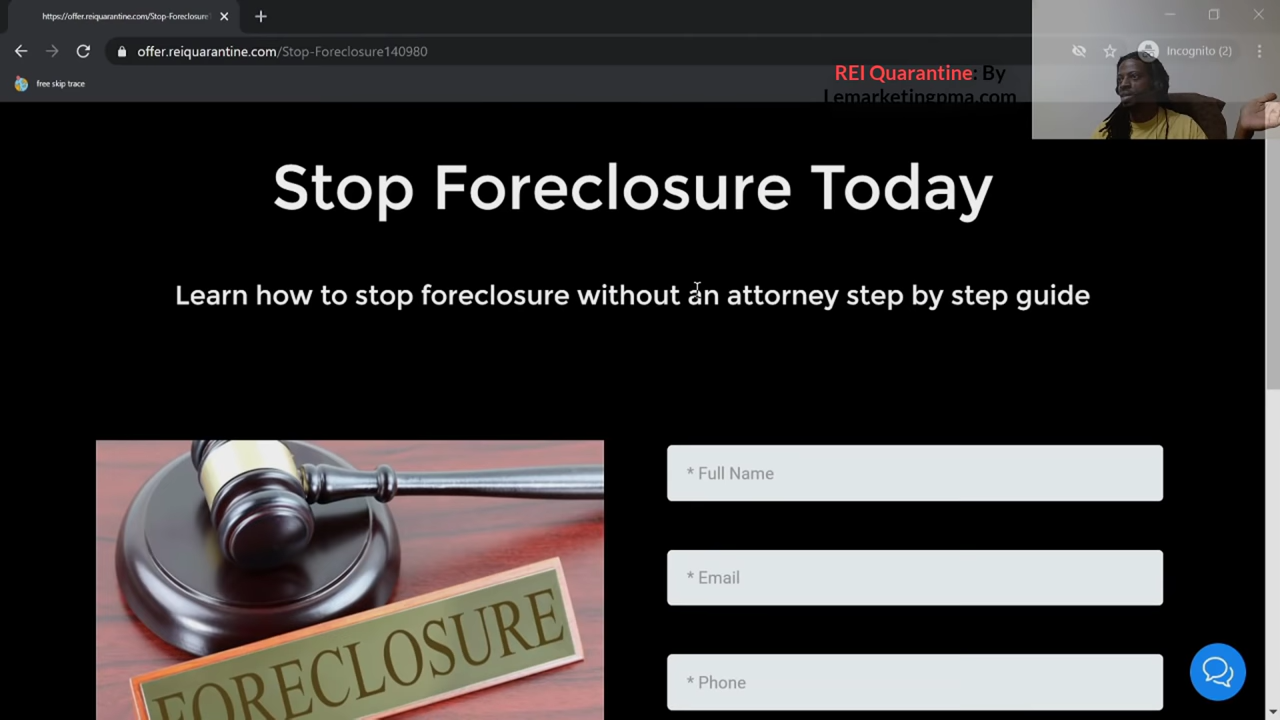 https://offer.reiquarantine.com/Stop-Foreclosure
offer.reiquarantine.com/Stop-Foreclosure140980
Incognito (2)
free skip trace
REI Quarantine: By
Lemarketingpma.com
Stop Foreclosure Today
Learn how to stop foreclosure without an attorney step by step guide
* Full Name
* Email
* Phone
FORECLOSURE